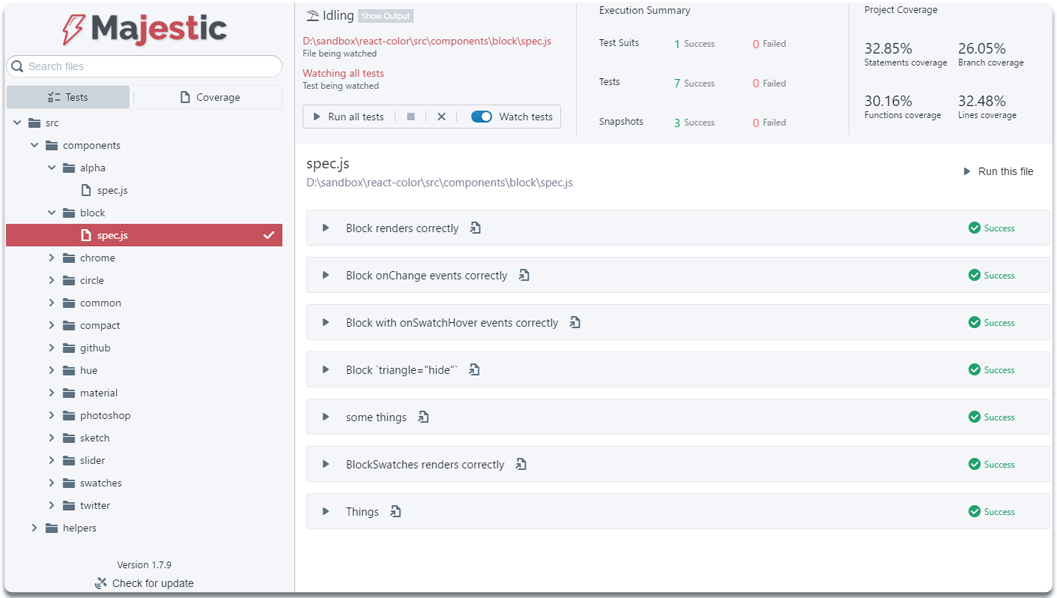 Majestic
Search files
Tests
Coverage
src
components
alpha
spec.js
block
spec.js
chrome
circle
common
compact
github
hue
material
photoshop
sketch
slider
swatches
twitter
helpers
Version 1.7.9
Check for update
Idling Show Output
D:\sandbox\react-color\src\components\block\spec.js
File being watched
Watching all tests
Test being watched
Run all tests
Watch tests
Execution Summary
Test Suits 1 Success 0 Failed
Tests 7 Success 0 Failed
Snapshots 3 Success 0 Failed
Project Coverage
32.85% 26.05%
Statements coverage Branch coverage
30.16% 32.48%
Functions coverage Lines coverage
spec.js
D:\sandbox\react-color\src\components\block\spec.js
Run this file
Block renders correctly Success
Block onChange events correctly Success
Block with onSwatchHover events correctly Success
Block `triangle="hide"` Success
some things Success
BlockSwatches renders correctly Success
Things Success